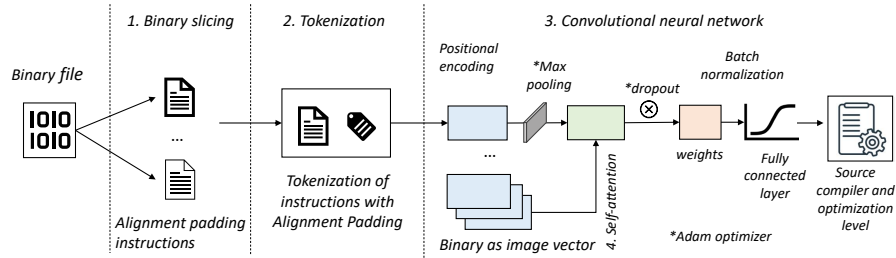 1. Binary slicing
2. Tokenization
3. Convolutional neural network
Binary file
1010
1010
...
Alignment padding
instructions
Tokenization of
instructions with
Alignment Padding
Positional
encoding
*Max
pooling
*dropout
Batch
normalization
...
weights
Fully
connected
layer
Source
compiler and
optimization
level
4. Self-attention
Binary as image vector
*Adam optimizer